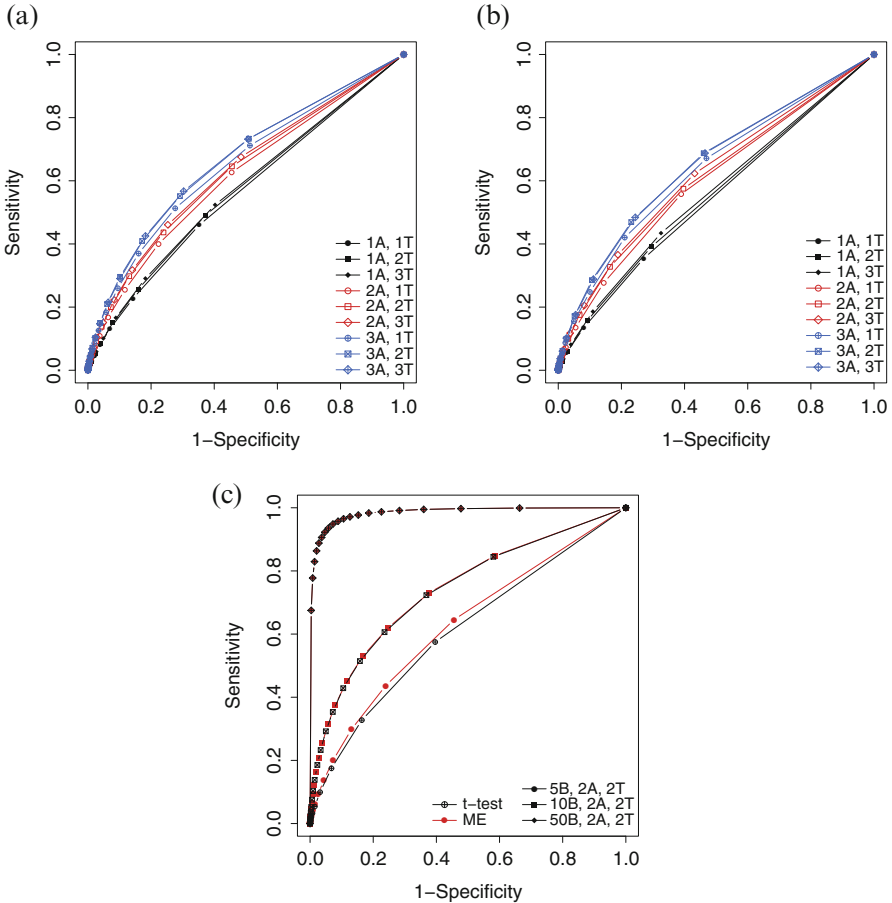 (a)
Sensitivity
0.0 0.2 0.4 0.6 0.8 1.0
1A, 1T
1A, 2T
1A, 3T
2A, 1T
2A, 2T
2A, 3T
3A, 1T
3A, 2T
3A, 3T
0.0 0.2 0.4 0.6 0.8 1.0
1−Specificity
(b)
Sensitivity
0.0 0.2 0.4 0.6 0.8 1.0
1A, 1T
1A, 2T
1A, 3T
2A, 1T
2A, 2T
2A, 3T
3A, 1T
3A, 2T
3A, 3T
0.0 0.2 0.4 0.6 0.8 1.0
1−Specificity
(c)
Sensitivity
0.0 0.2 0.4 0.6 0.8 1.0
t−test
ME
5B, 2A, 2T
10B, 2A, 2T
50B, 2A, 2T
0.0 0.2 0.4 0.6 0.8 1.0
1−Specificity